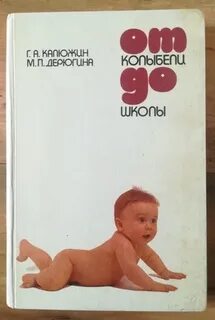 Г. А. КАЛЮЖИН
М. П. ДЕРЮГИНА
ОТ
КОЛЫБЕЛИ
ДО
ШКОЛЫ